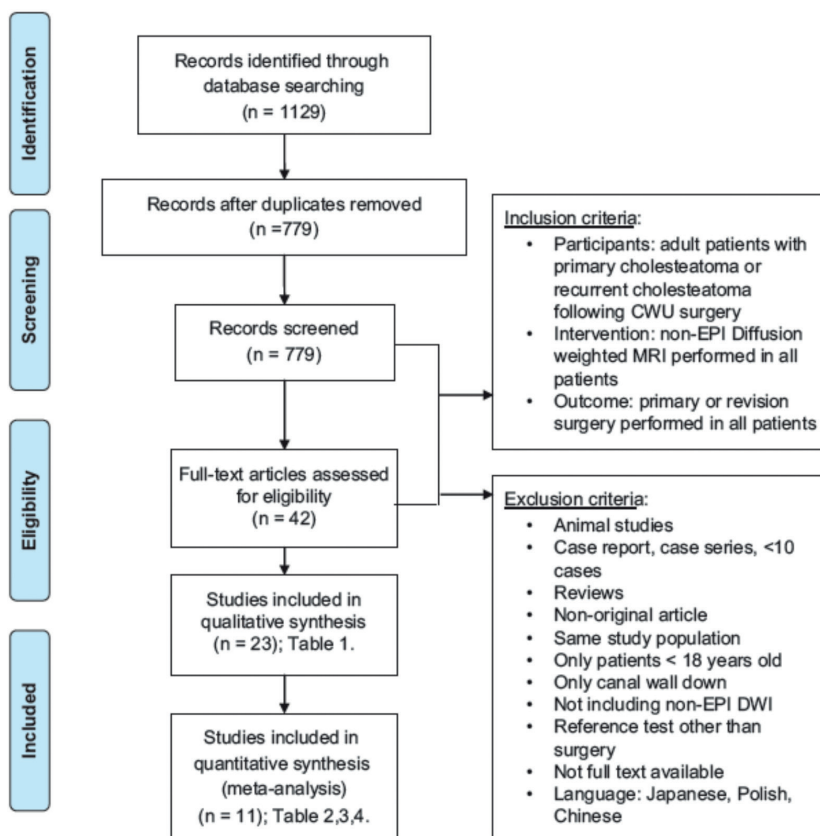 Identification
Records identified through
database searching
(n = 1129)
Records after duplicates removed
(n =779)
Screening
Records screened
(n = 779)
Eligibility
Full-text articles assessed
for eligibility
(n = 42)
Studies included in
qualitative synthesis
(n = 23); Table 1.
Included
Studies included in
quantitative synthesis
(meta-analysis)
(n = 11); Table 2,3,4.
Inclusion criteria:
• Participants: adult patients with
primary cholesteatoma or
recurrent cholesteatoma
following CWU surgery
• Intervention: non-EPI Diffusion
weighted MRI performed in all
patients
• Outcome: primary or revision
surgery performed in all patients
Exclusion criteria:
• Animal studies
• Case report, case series, <10
cases
• Reviews
• Non-original article
• Same study population
• Only patients < 18 years old
• Only canal wall down
• Not including non-EPI DWI
• Reference test other than
surgery
• Not full text available
• Language: Japanese, Polish,
Chinese